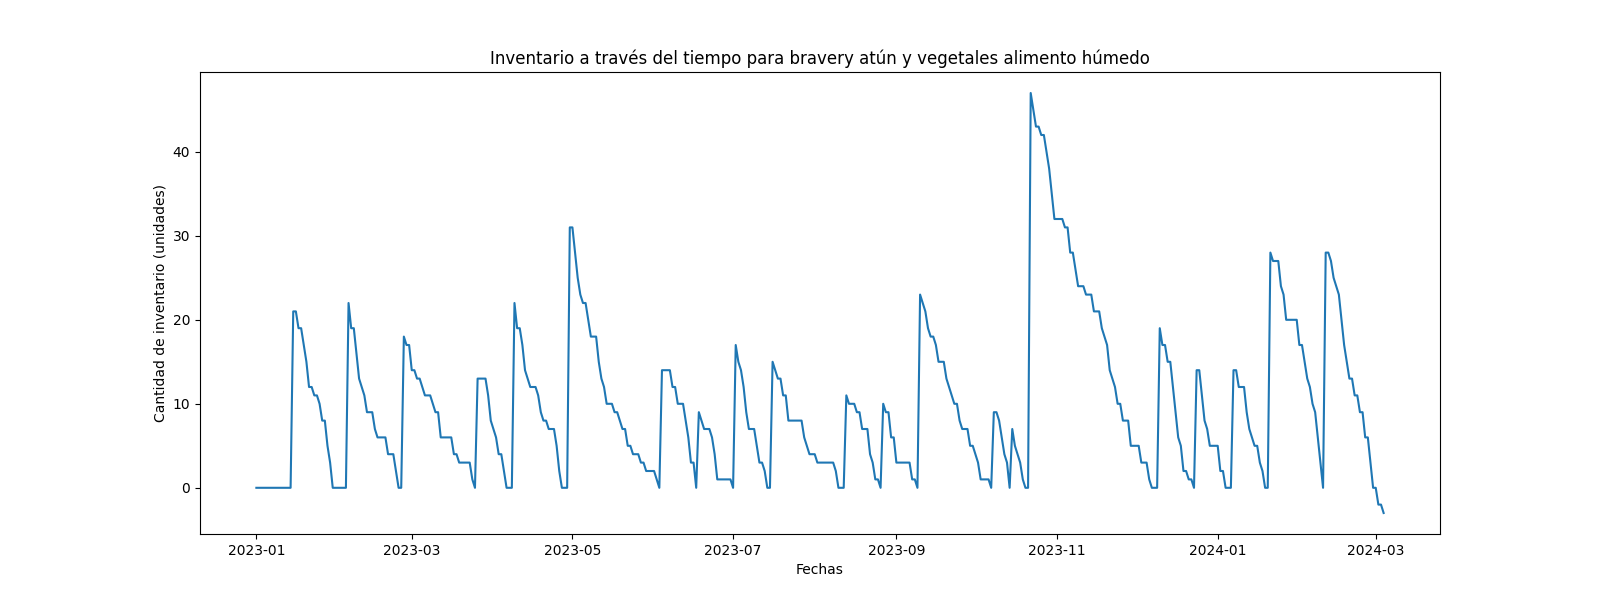 Inventario a través del tiempo para bravery atún y vegetales alimento húmedo
Cantidad de inventario (unidades)
40
30
20
10
0
2023-01 2023-03 2023-05 2023-07 2023-09 2023-11 2024-01 2024-03
Fechas